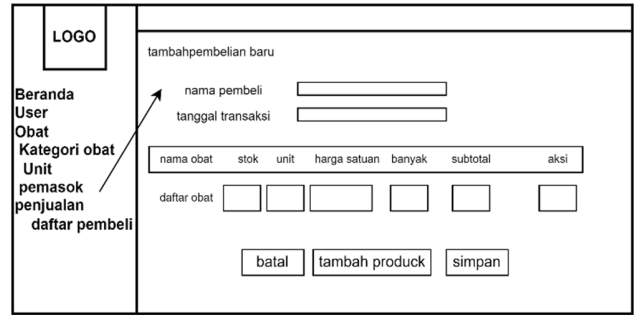 LOGO
Beranda
User
Obat
Kategori obat
Unit
pemasok
penjualan
daftar pembeli
tambahpembelian baru
nama pembeli
tanggal transaksi
nama obat stok unit harga satuan banyak subtotal aksi
daftar obat
batal tambah produck simpan